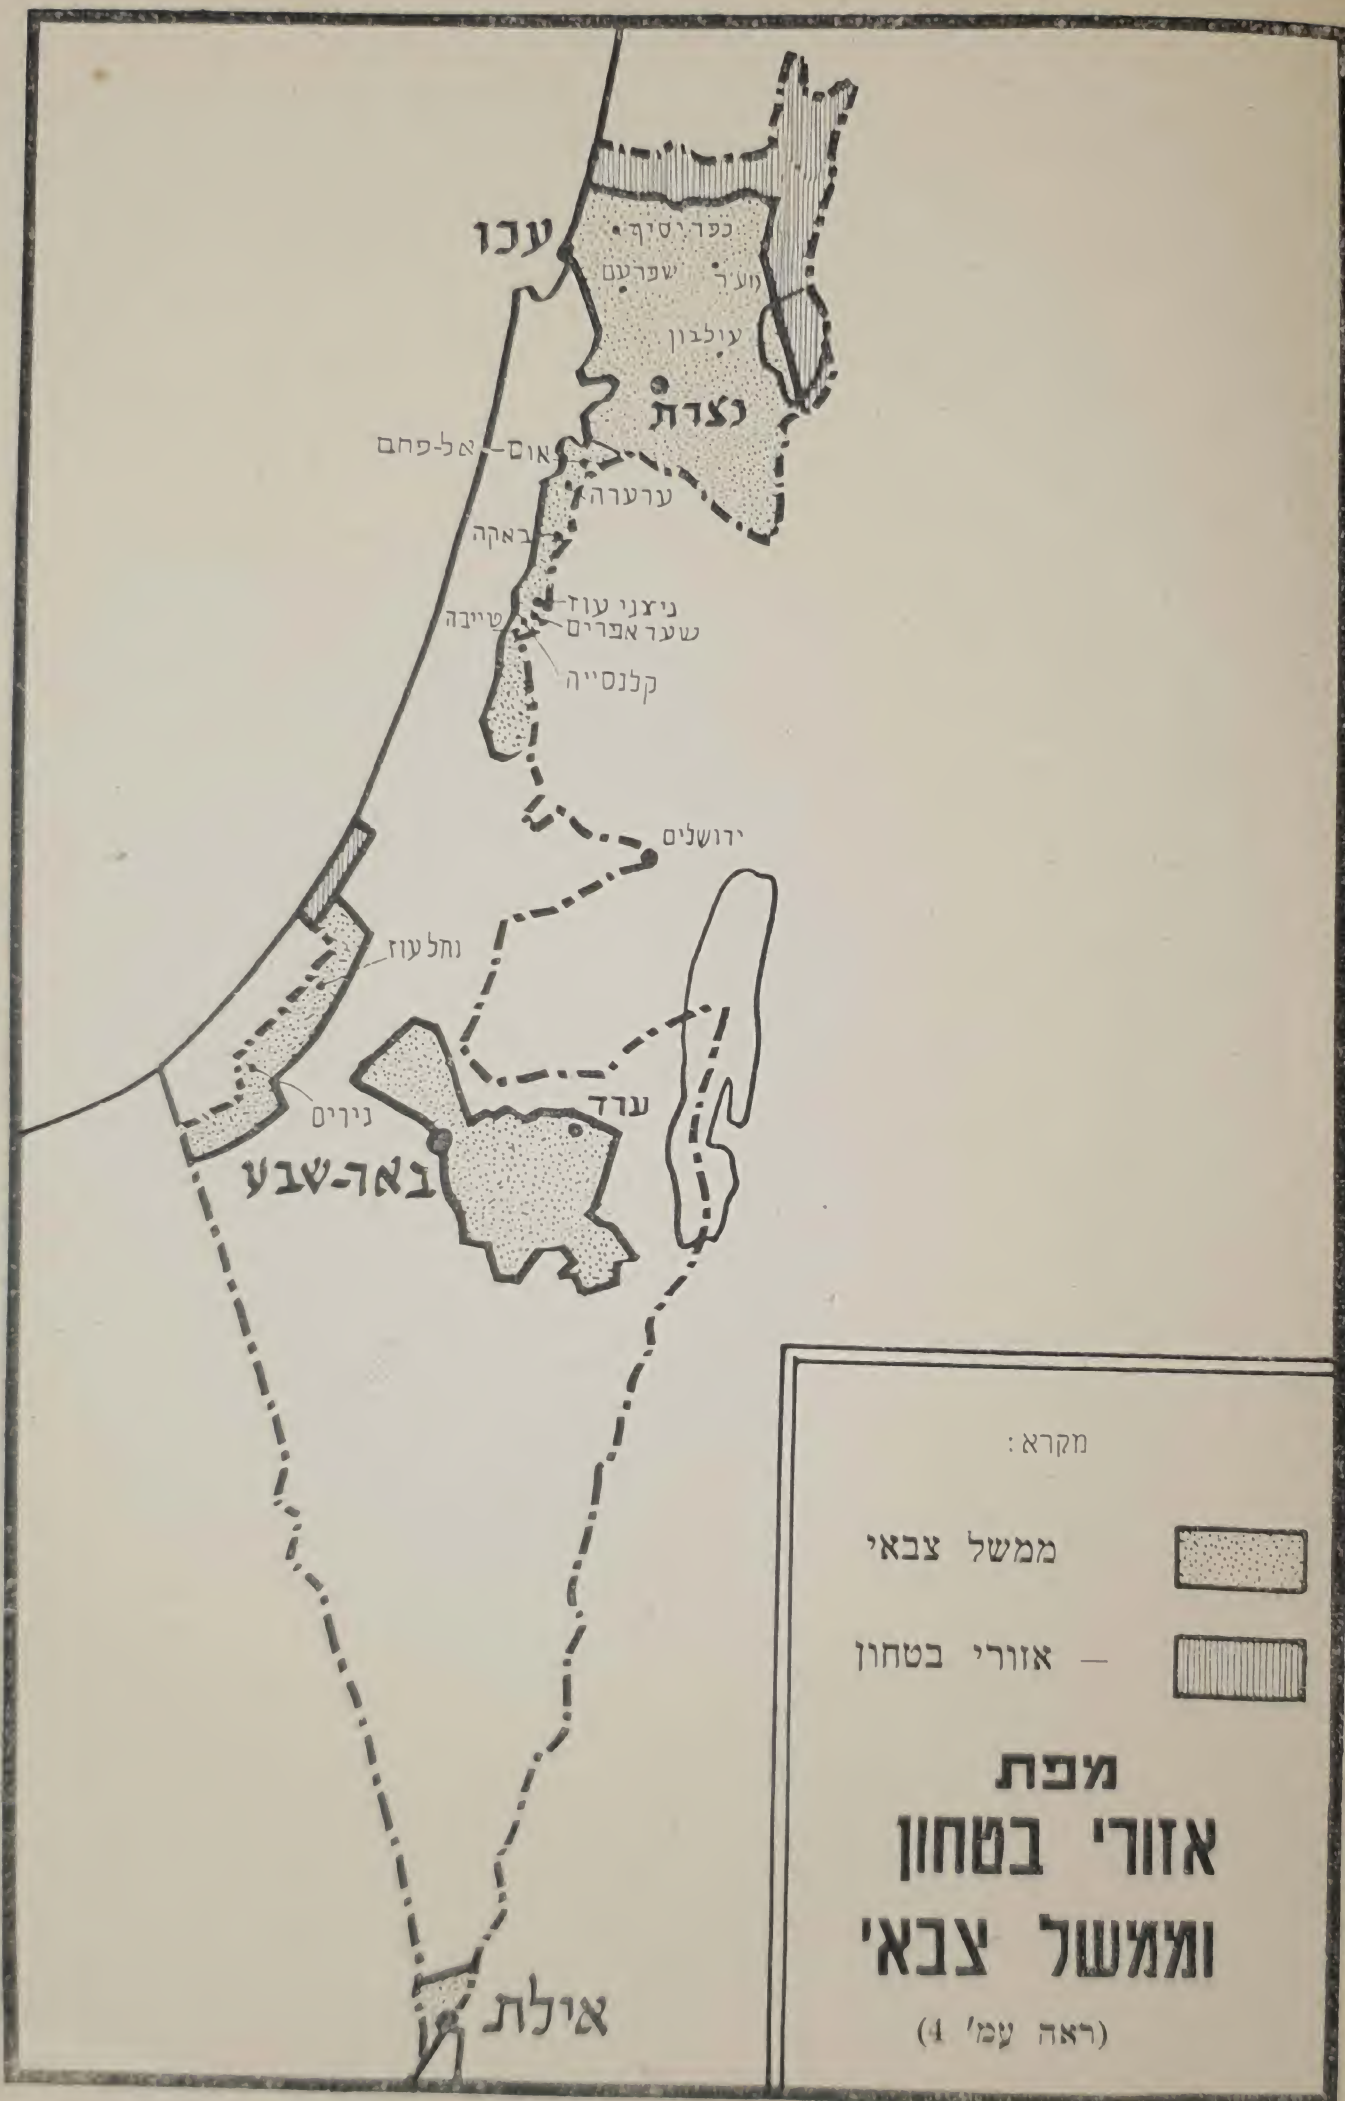 עכו
כפר יסיף
שפרעם
מע׳ר
עולבון
נצרת
אום-אל-פחם
ערערה
באקה
ניצני עוז
שער אפרים
טייבה
קלנסייה
ירושלים
נחל עוז
נירים
ערד
באר-שבע
אילת
מקרא:
ממשל צבאי
— אזורי בטחון
מפת
אזורי בטחון
וממשל צבאי
(ראה עמ' 4)